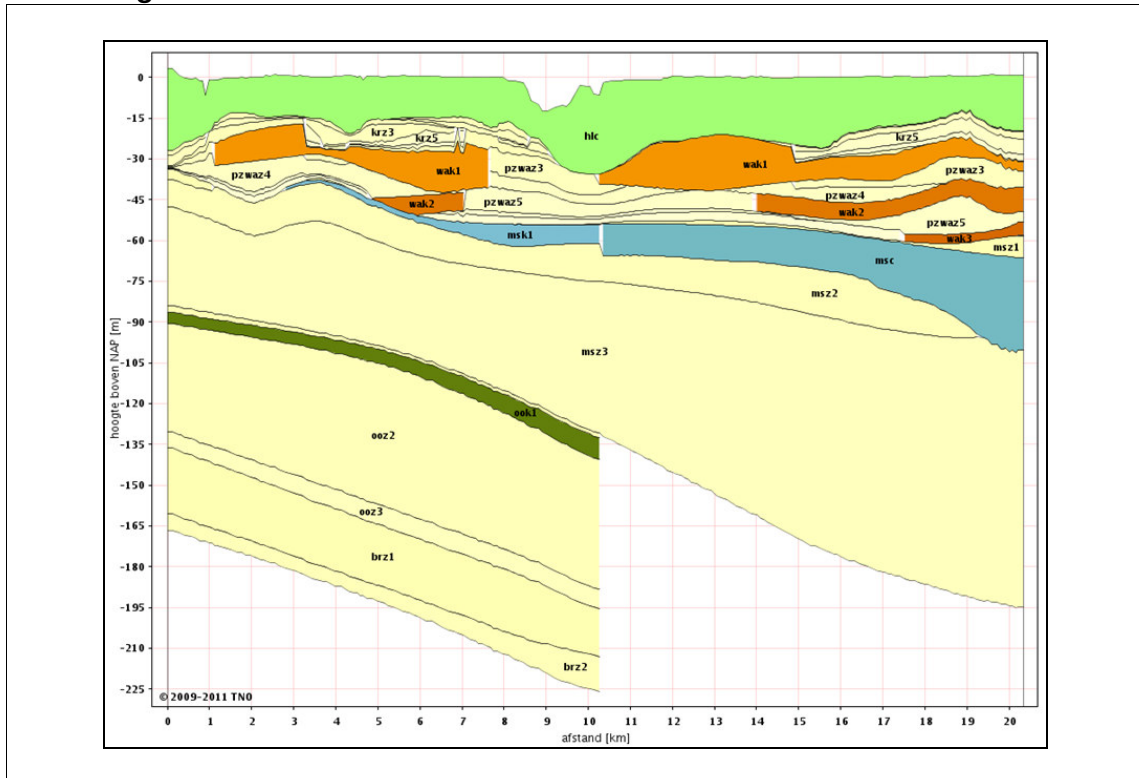 0
-15
-30
-45
-60
-75
-90
-105
-120
-135
-150
-165
-180
-195
-210
-225
hoogte boven NAP [m]
hlc
krz3
krz5
krz5
wak1
wak1
pzwaz3
pzwaz3
pzwaz4
pzwaz4
wak2
wak2
pzwaz5
pzwaz5
wak3
msz1
msk1
msc
msz2
msz3
ook1
ooz2
ooz3
brz1
brz2
© 2009-2011 TNO
0 1 2 3 4 5 6 7 8 9 10 11 12 13 14 15 16 17 18 19 20
afstand [km]